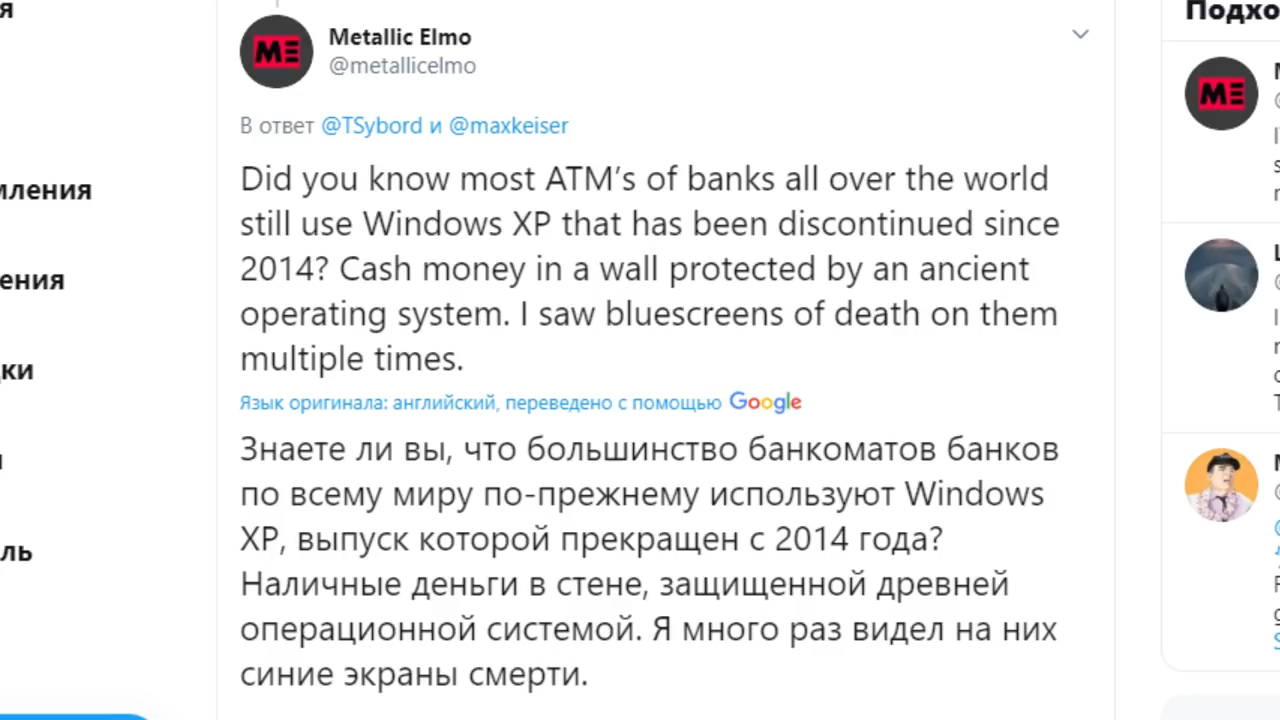 я
Metallic Elmo
@metallicelmo
В ответ @TSybord и @maxkeiser
Did you know most ATM’s of banks all over the world
still use Windows XP that has been discontinued since
2014? Cash money in a wall protected by an ancient
operating system. I saw bluescreens of death on them
multiple times.
Язык оригинала: английский, переведено с помощью Google
Знаете ли вы, что большинство банкоматов банков
по всему миру по-прежнему используют Windows
XP, выпуск которой прекращен с 2014 года?
Наличные деньги в стене, защищенной древней
операционной системой. Я много раз видел на них
синие экраны смерти.
мления
ения
ки
ль
Подхо
ME
ME